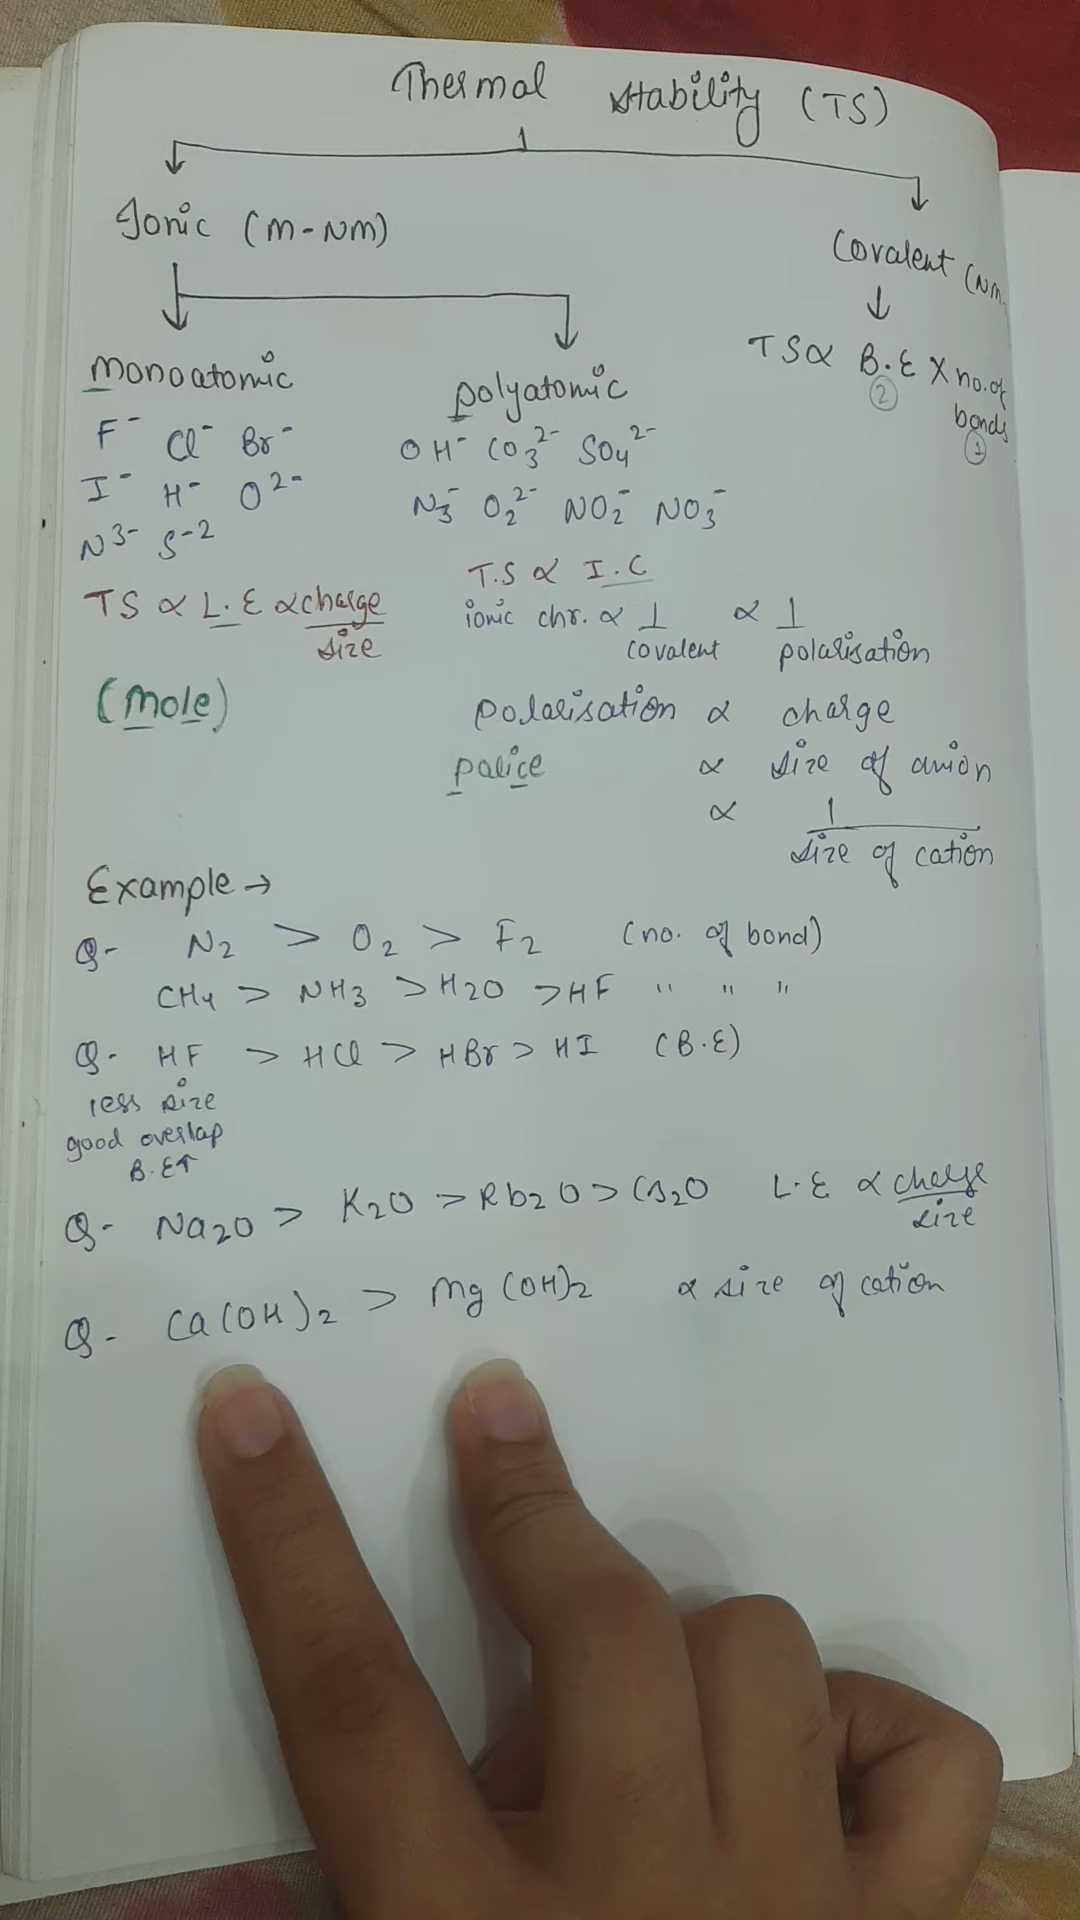 Thermal stability (TS)
Ionic (M-NM)
Covalent (NM
Monoatomic
F⁻ Cl⁻ Br⁻
I⁻ H⁻ O²⁻
N³⁻ S⁻²
TS ∝ L.E ∝ charge/size
(Mole)
Polyatomic
OH⁻ CO₃²⁻ SO₄²⁻
N₃⁻ O₂²⁻ NO₂⁻ NO₃⁻
T.S ∝ I.C
ionic chr. ∝ 1/covalent ∝ 1/polarisation
Polarisation ∝ charge
palice ∝ size of anion
∝ 1/size of cation
TS ∝ B.E × no. of bonds
② ①
Example →
Q- N₂ > O₂ > F₂ (no. of bond)
CH₄ > NH₃ > H₂O > HF " " "
Q- HF > HCl > HBr > HI (B.E)
less size
good overlap
B.E↑
Q- Na₂O > K₂O > Rb₂O > Cs₂O L.E ∝ charge/size
Q- Ca(OH)₂ > Mg(OH)₂ ∝ size of cation